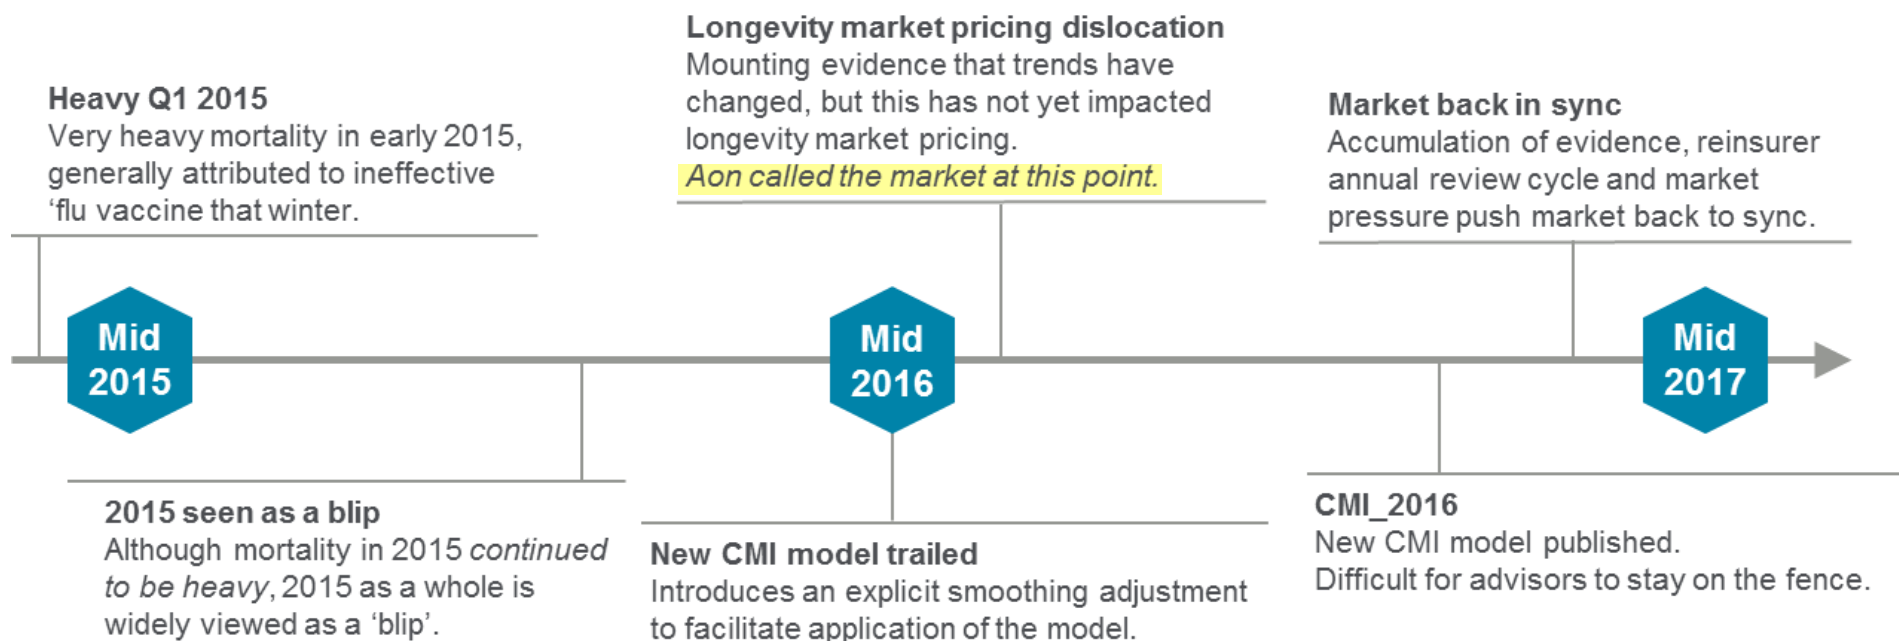 Heavy Q1 2015
Very heavy mortality in early 2015,
generally attributed to ineffective
‘flu vaccine that winter.
Longevity market pricing dislocation
Mounting evidence that trends have
changed, but this has not yet impacted
longevity market pricing.
Aon called the market at this point.
Market back in sync
Accumulation of evidence, reinsurer
annual review cycle and market
pressure push market back to sync.
Mid
2015
Mid
2016
Mid
2017
2015 seen as a blip
Although mortality in 2015 continued
to be heavy, 2015 as a whole is
widely viewed as a ‘blip’.
New CMI model trailed
Introduces an explicit smoothing adjustment
to facilitate application of the model.
CMI_2016
New CMI model published.
Difficult for advisors to stay on the fence.